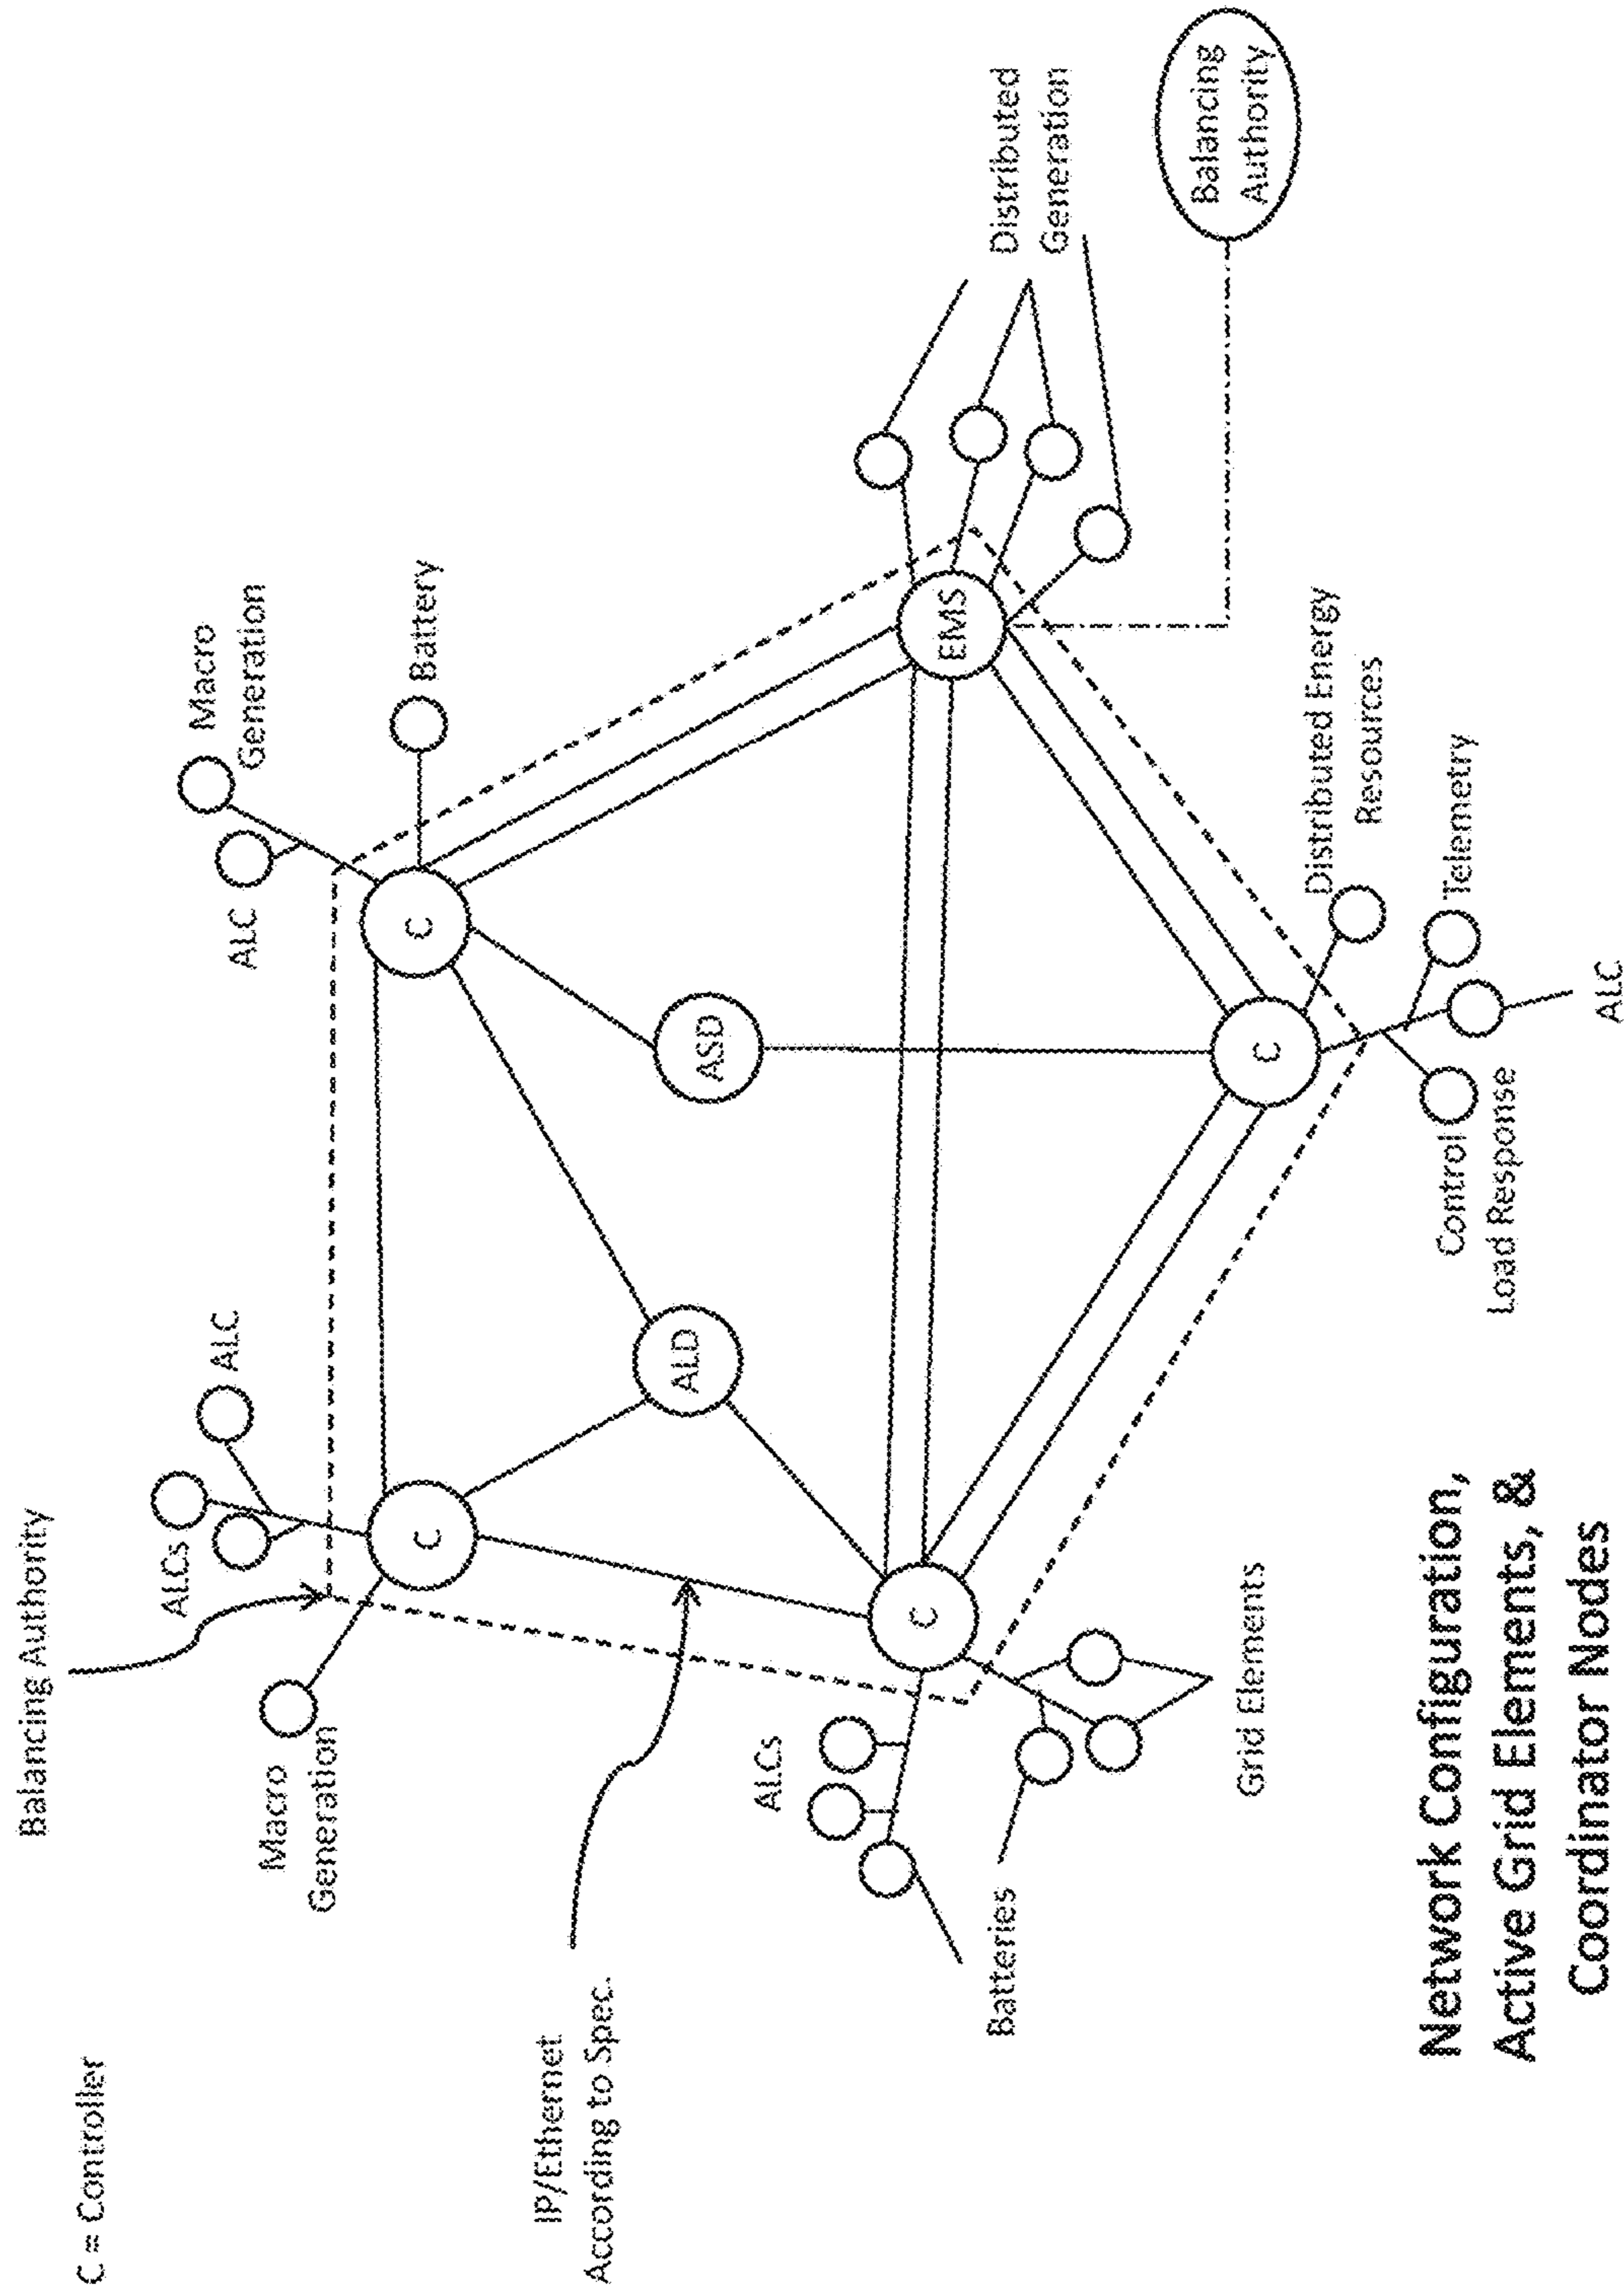 Balancing Authority
C = Controller
ALCs
ALC
ALC
Macro
Generation
Macro
Generation
C
C
Battery
IP/Ethernet
According to Spec.
ALD
ASD
ALCs
C
EMS
Batteries
Distributed
Generation
Balancing
Authority
Grid Elements
C
Distributed Energy
Resources
Control
Load Response
Telemetry
ALC
Network Configuration,
Active Grid Elements, &
Coordinator Nodes